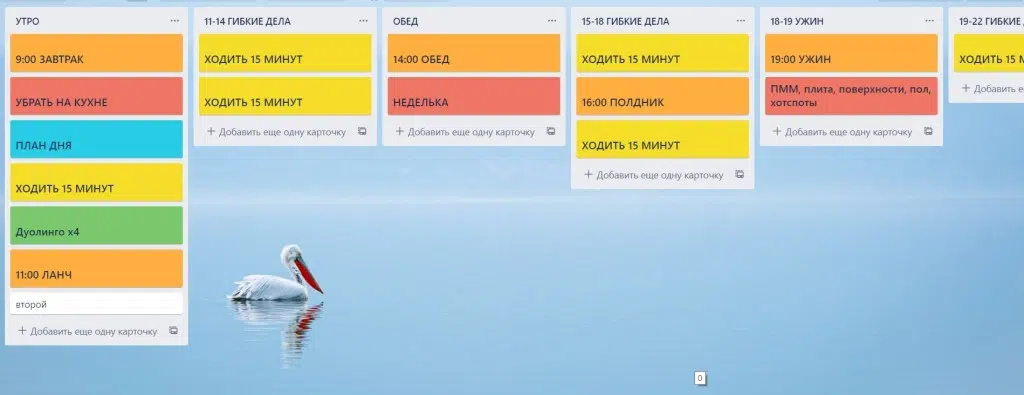 УТРО
9:00 ЗАВТРАК
УБРАТЬ НА КУХНЕ
ПЛАН ДНЯ
ХОДИТЬ 15 МИНУТ
Дуолинго х4
11:00 ЛАНЧ
второй
+ Добавить еще одну карточку
11-14 ГИБКИЕ ДЕЛА
ХОДИТЬ 15 МИНУТ
ХОДИТЬ 15 МИНУТ
+ Добавить еще одну карточку
ОБЕД
14:00 ОБЕД
НЕДЕЛЬКА
+ Добавить еще одну карточку
15-18 ГИБКИЕ ДЕЛА
ХОДИТЬ 15 МИНУТ
16:00 ПОЛДНИК
ХОДИТЬ 15 МИНУТ
+ Добавить еще одну карточку
18-19 УЖИН
19:00 УЖИН
ПММ, плита, поверхности, пол,
хотспоты
+ Добавить еще одну карточку
19-22 ГИБКИЕ
ХОДИТЬ 15 М
+ Добавить е
0